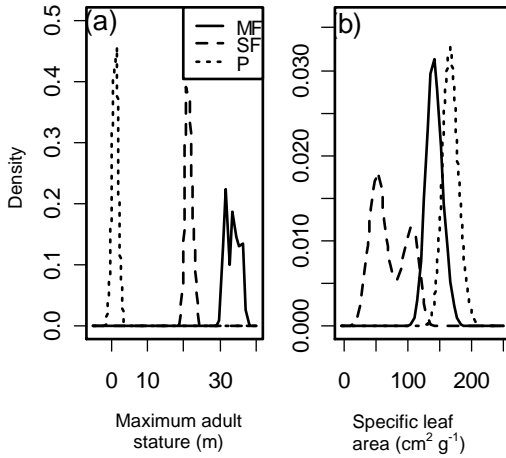 (a)
MF
SF
P
Density
0.0 0.1 0.2 0.3 0.4 0.5
0 10 30
Maximum adult
stature (m)
(b)
0.000 0.010 0.020 0.030
0 100 200
Specific leaf
area (cm² g⁻¹)